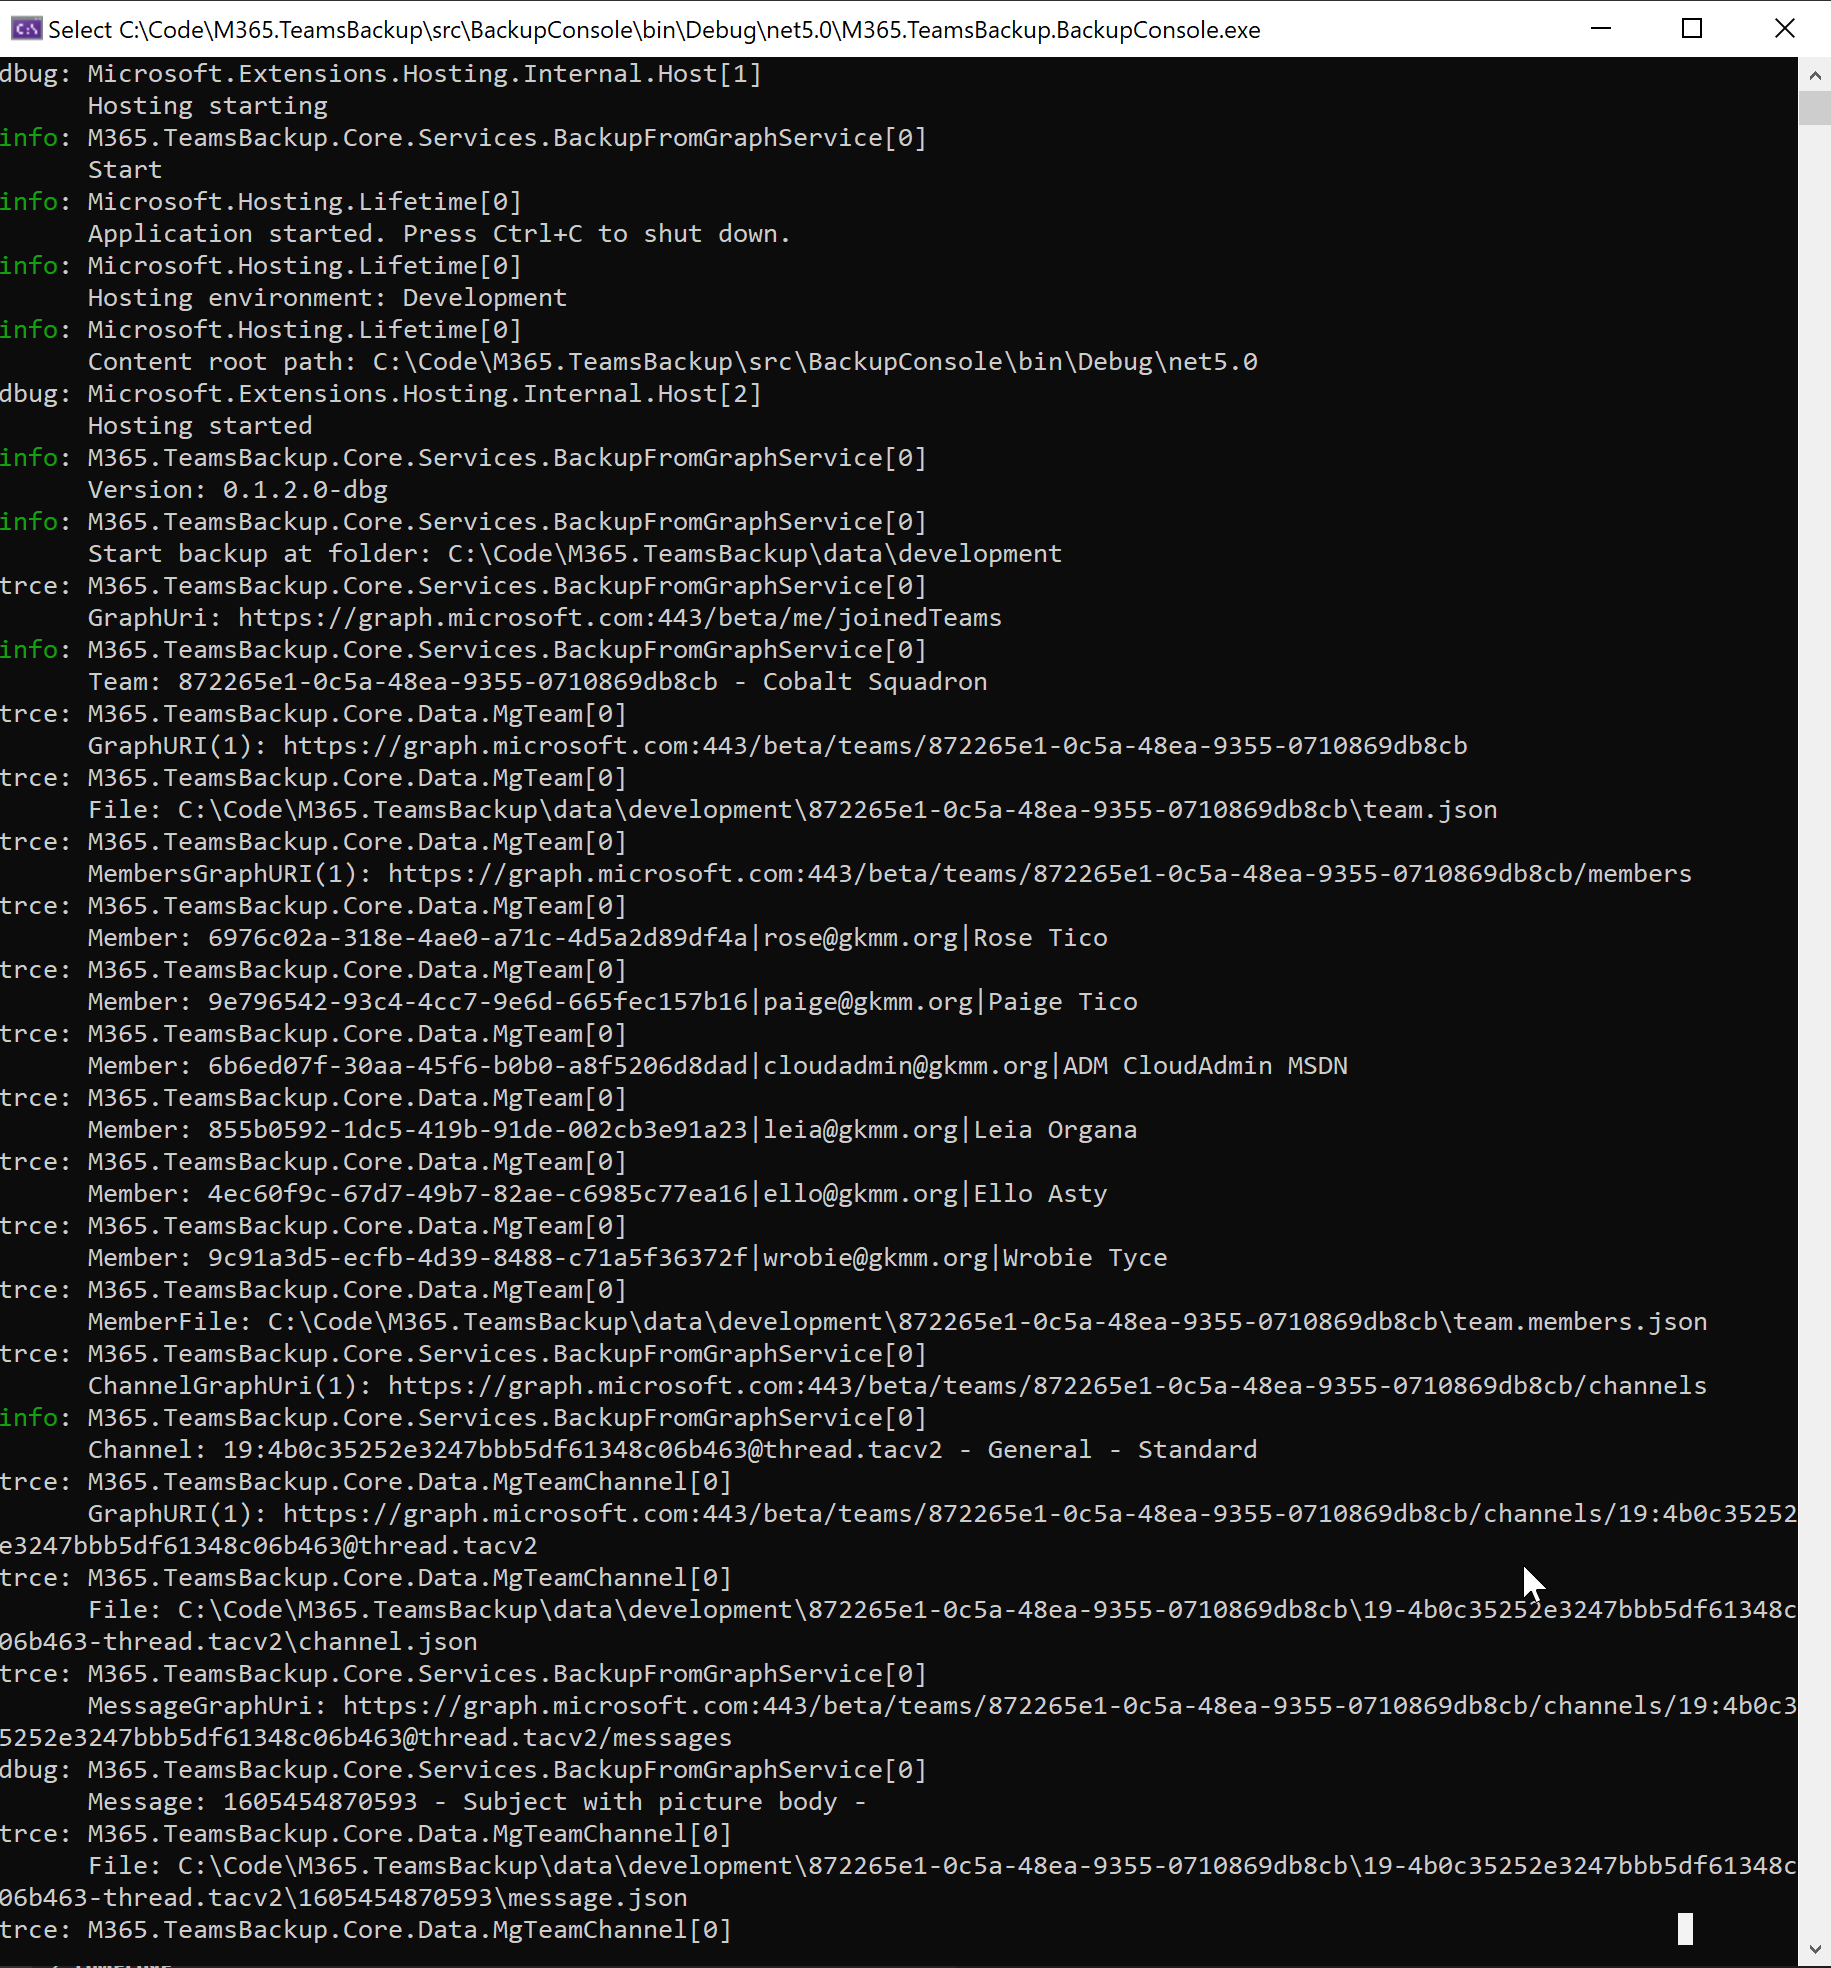 Select C:\Code\M365.TeamsBackup\src\BackupConsole\bin\Debug\net5.0\M365.TeamsBackup.BackupConsole.exe
dbug: Microsoft.Extensions.Hosting.Internal.Host[1]
Hosting starting
info: M365.TeamsBackup.Core.Services.BackupFromGraphService[0]
Start
info: Microsoft.Hosting.Lifetime[0]
Application started. Press Ctrl+C to shut down.
info: Microsoft.Hosting.Lifetime[0]
Hosting environment: Development
info: Microsoft.Hosting.Lifetime[0]
Content root path: C:\Code\M365.TeamsBackup\src\BackupConsole\bin\Debug\net5.0
dbug: Microsoft.Extensions.Hosting.Internal.Host[2]
Hosting started
info: M365.TeamsBackup.Core.Services.BackupFromGraphService[0]
Version: 0.1.2.0-dbg
info: M365.TeamsBackup.Core.Services.BackupFromGraphService[0]
Start backup at folder: C:\Code\M365.TeamsBackup\data\development
trce: M365.TeamsBackup.Core.Services.BackupFromGraphService[0]
GraphUri: https://graph.microsoft.com:443/beta/me/joinedTeams
info: M365.TeamsBackup.Core.Services.BackupFromGraphService[0]
Team: 872265e1-0c5a-48ea-9355-0710869db8cb - Cobalt Squadron
trce: M365.TeamsBackup.Core.Data.MgTeam[0]
GraphURI(1): https://graph.microsoft.com:443/beta/teams/872265e1-0c5a-48ea-9355-0710869db8cb
trce: M365.TeamsBackup.Core.Data.MgTeam[0]
File: C:\Code\M365.TeamsBackup\data\development\872265e1-0c5a-48ea-9355-0710869db8cb\team.json
trce: M365.TeamsBackup.Core.Data.MgTeam[0]
MembersGraphURI(1): https://graph.microsoft.com:443/beta/teams/872265e1-0c5a-48ea-9355-0710869db8cb/members
trce: M365.TeamsBackup.Core.Data.MgTeam[0]
Member: 6976c02a-318e-4ae0-a71c-4d5a2d89df4a|rose@gkmm.org|Rose Tico
trce: M365.TeamsBackup.Core.Data.MgTeam[0]
Member: 9e796542-93c4-4cc7-9e6d-665fec157b16|paige@gkmm.org|Paige Tico
trce: M365.TeamsBackup.Core.Data.MgTeam[0]
Member: 6b6ed07f-30aa-45f6-b0b0-a8f5206d8dad|cloudadmin@gkmm.org|ADM CloudAdmin MSDN
trce: M365.TeamsBackup.Core.Data.MgTeam[0]
Member: 855b0592-1dc5-419b-91de-002cb3e91a23|leia@gkmm.org|Leia Organa
trce: M365.TeamsBackup.Core.Data.MgTeam[0]
Member: 4ec60f9c-67d7-49b7-82ae-c6985c77ea16|ello@gkmm.org|Ello Asty
trce: M365.TeamsBackup.Core.Data.MgTeam[0]
Member: 9c91a3d5-ecfb-4d39-8488-c71a5f36372f|wrobie@gkmm.org|Wrobie Tyce
trce: M365.TeamsBackup.Core.Data.MgTeam[0]
MemberFile: C:\Code\M365.TeamsBackup\data\development\872265e1-0c5a-48ea-9355-0710869db8cb\team.members.json
trce: M365.TeamsBackup.Core.Services.BackupFromGraphService[0]
ChannelGraphUri(1): https://graph.microsoft.com:443/beta/teams/872265e1-0c5a-48ea-9355-0710869db8cb/channels
info: M365.TeamsBackup.Core.Services.BackupFromGraphService[0]
Channel: 19:4b0c35252e3247bbb5df61348c06b463@thread.tacv2 - General - Standard
trce: M365.TeamsBackup.Core.Data.MgTeamChannel[0]
GraphURI(1): https://graph.microsoft.com:443/beta/teams/872265e1-0c5a-48ea-9355-0710869db8cb/channels/19:4b0c35252
e3247bbb5df61348c06b463@thread.tacv2
trce: M365.TeamsBackup.Core.Data.MgTeamChannel[0]
File: C:\Code\M365.TeamsBackup\data\development\872265e1-0c5a-48ea-9355-0710869db8cb\19-4b0c35252e3247bbb5df61348c
06b463-thread.tacv2\channel.json
trce: M365.TeamsBackup.Core.Services.BackupFromGraphService[0]
MessageGraphUri: https://graph.microsoft.com:443/beta/teams/872265e1-0c5a-48ea-9355-0710869db8cb/channels/19:4b0c3
5252e3247bbb5df61348c06b463@thread.tacv2/messages
dbug: M365.TeamsBackup.Core.Services.BackupFromGraphService[0]
Message: 1605454870593 - Subject with picture body -
trce: M365.TeamsBackup.Core.Data.MgTeamChannel[0]
File: C:\Code\M365.TeamsBackup\data\development\872265e1-0c5a-48ea-9355-0710869db8cb\19-4b0c35252e3247bbb5df61348c
06b463-thread.tacv2\1605454870593\message.json
trce: M365.TeamsBackup.Core.Data.MgTeamChannel[0]